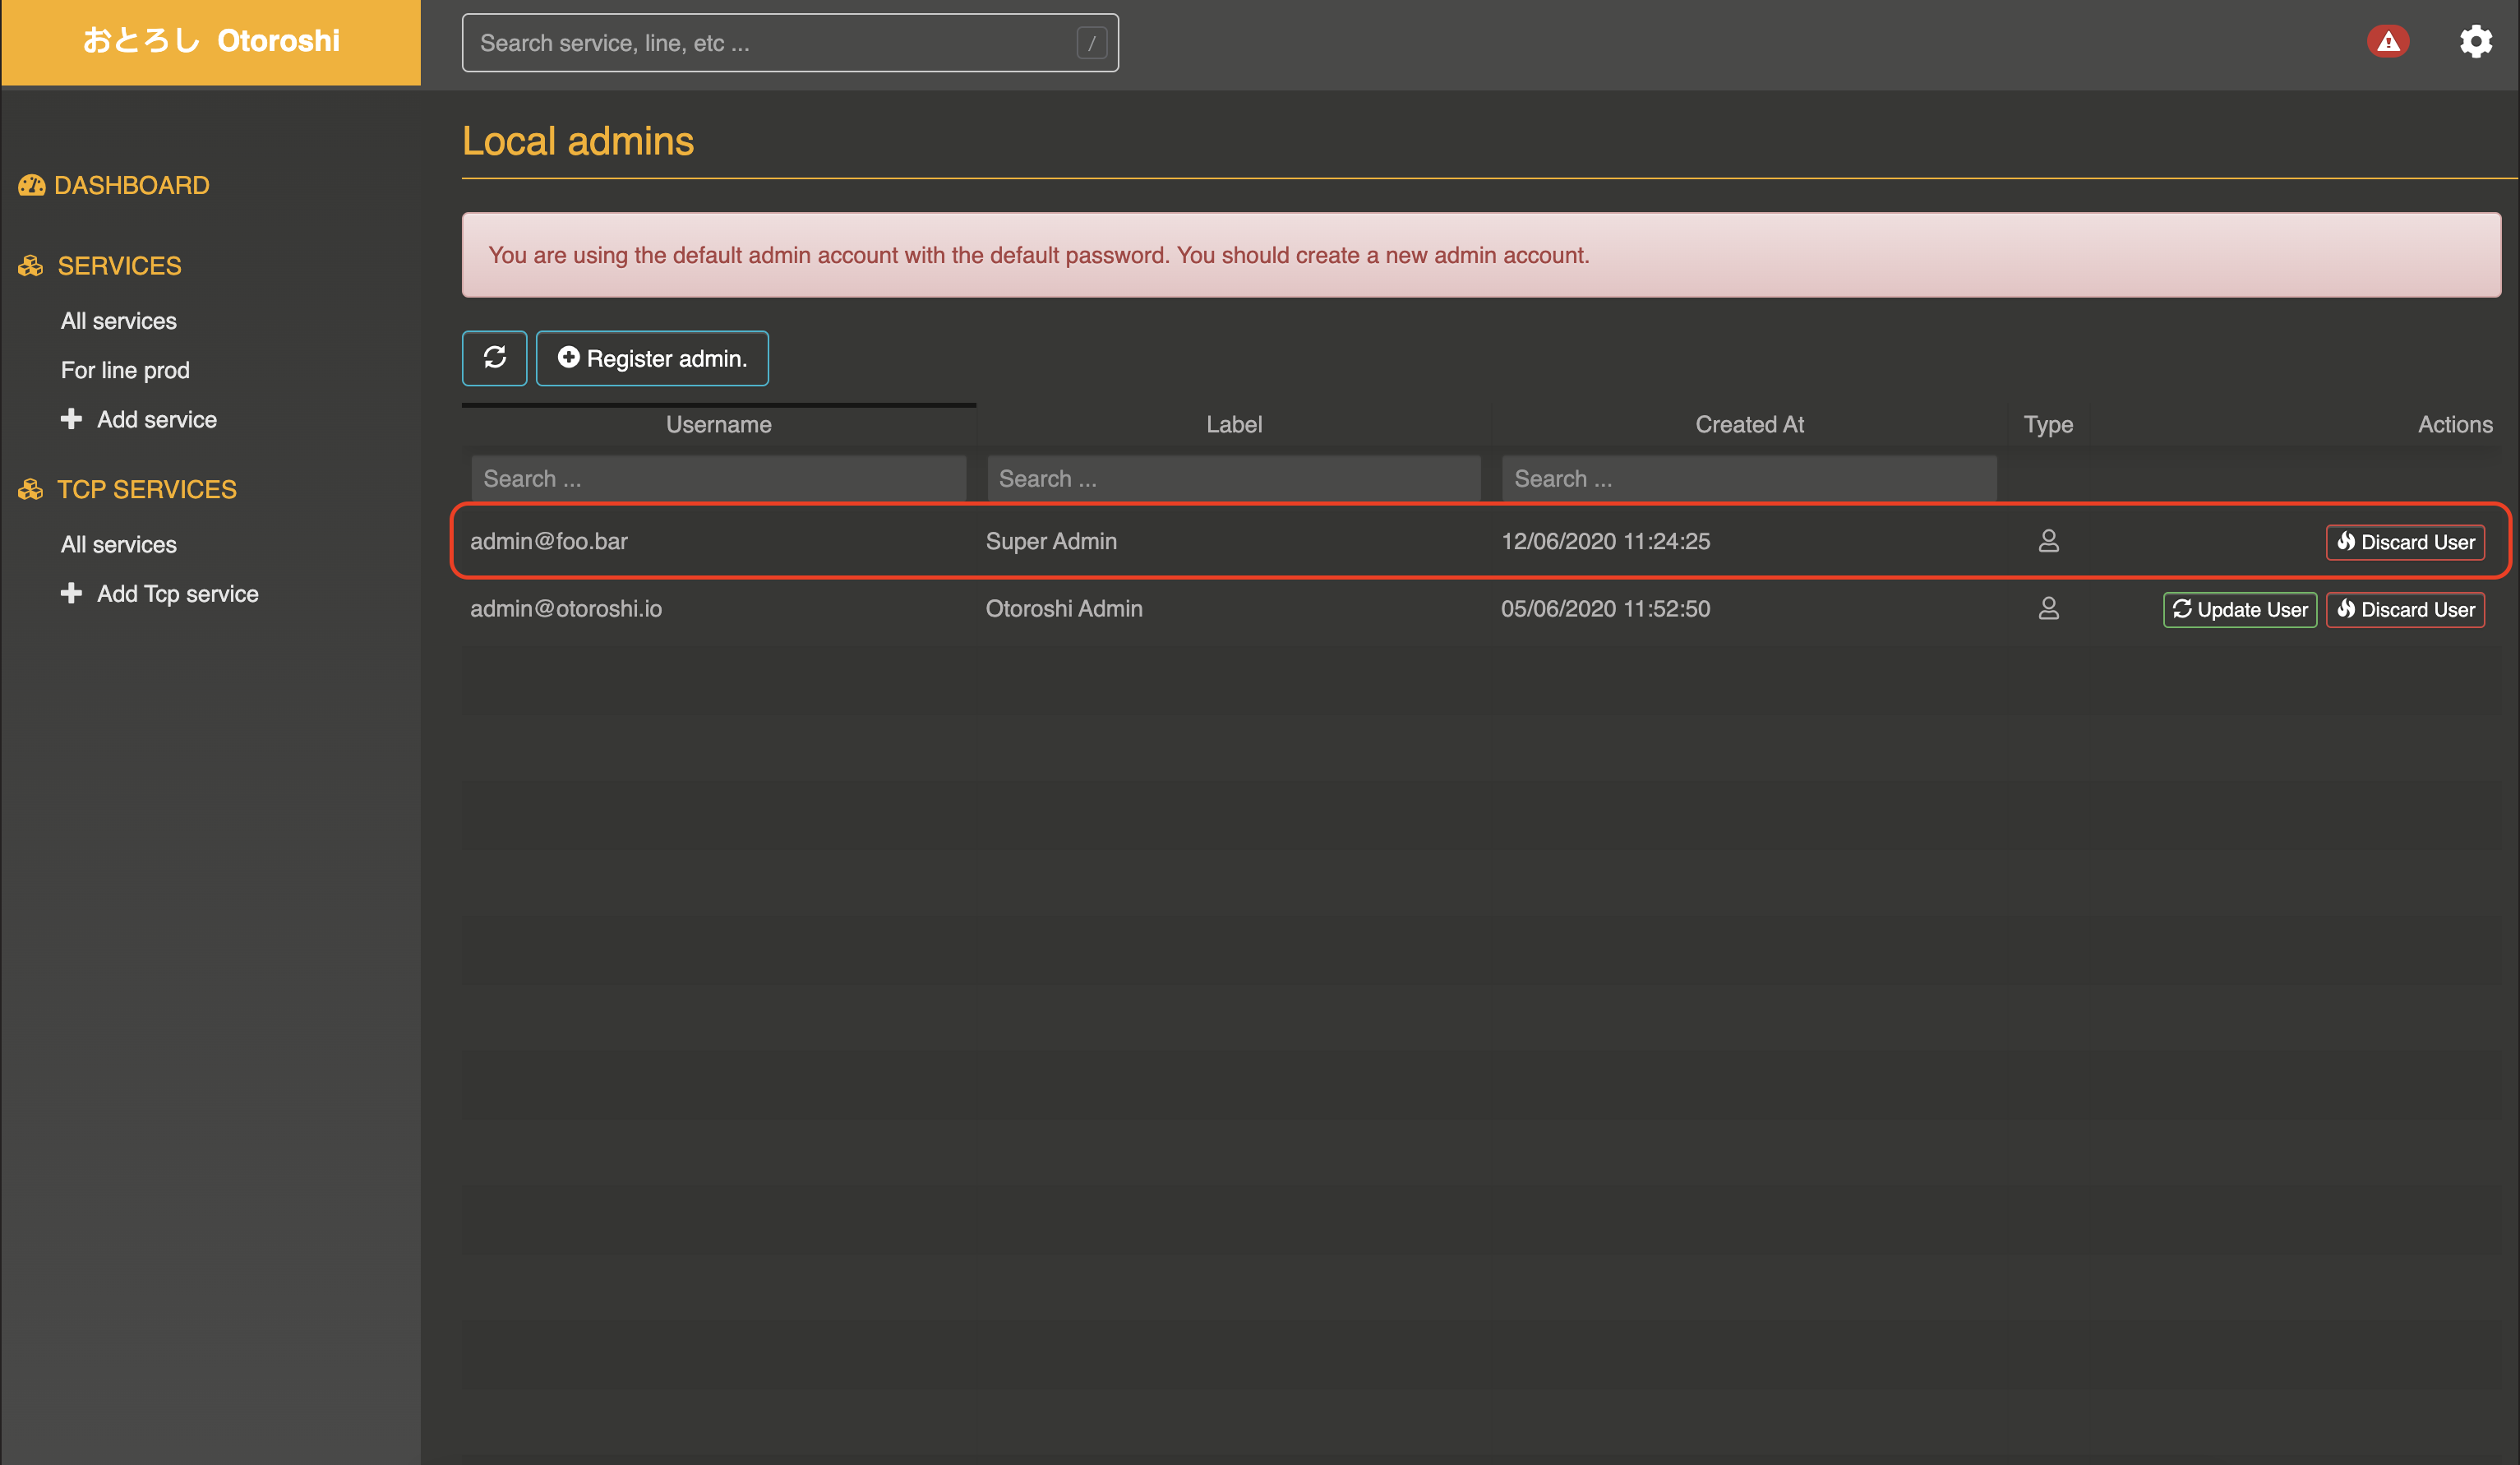 おとろし Otoroshi
Search service, line, etc ...
/
DASHBOARD
SERVICES
All services
For line prod
Add service
TCP SERVICES
All services
Add Tcp service
Local admins
You are using the default admin account with the default password. You should create a new admin account.
Register admin.
Username Label Created At Type Actions
Search ... Search ... Search ...
admin@foo.bar Super Admin 12/06/2020 11:24:25 Discard User
admin@otoroshi.io Otoroshi Admin 05/06/2020 11:52:50 Update User Discard User